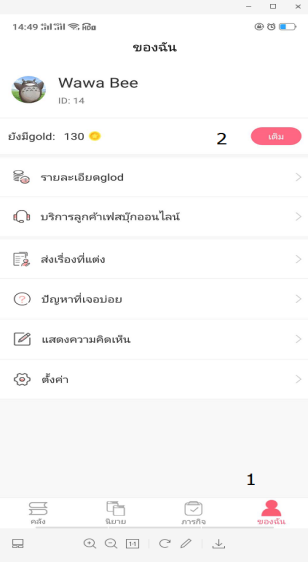 14:49
ของฉัน
Wawa Bee
ID: 14
ยังมีgold: 130
2
เติม
รายละเอียดglod
บริการลูกค้าเฟสบุ๊กออนไลน์
ส่งเรื่องที่แต่ง
ปัญหาที่เจอบ่อย
แสดงความคิดเห็น
ตั้งค่า
1
คลัง
นิยาย
ภารกิจ
ของฉัน
1:1